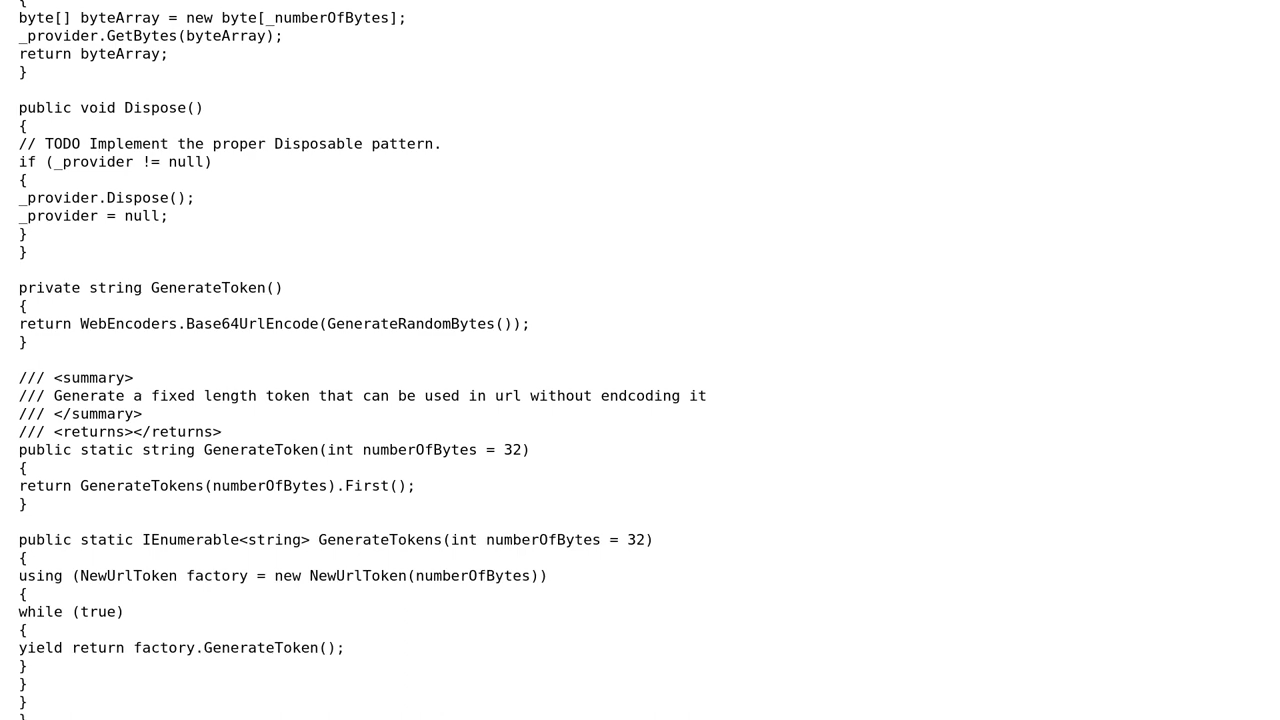 {
byte[] byteArray = new byte[_numberOfBytes];
_provider.GetBytes(byteArray);
return byteArray;
}

public void Dispose()
{
// TODO Implement the proper Disposable pattern.
if (_provider != null)
{
_provider.Dispose();
_provider = null;
}
}

private string GenerateToken()
{
return WebEncoders.Base64UrlEncode(GenerateRandomBytes());
}

/// <summary>
/// Generate a fixed length token that can be used in url without endcoding it
/// </summary>
/// <returns></returns>
public static string GenerateToken(int numberOfBytes = 32)
{
return GenerateTokens(numberOfBytes).First();
}

public static IEnumerable<string> GenerateTokens(int numberOfBytes = 32)
{
using (NewUrlToken factory = new NewUrlToken(numberOfBytes))
{
while (true)
{
yield return factory.GenerateToken();
}
}
}
}